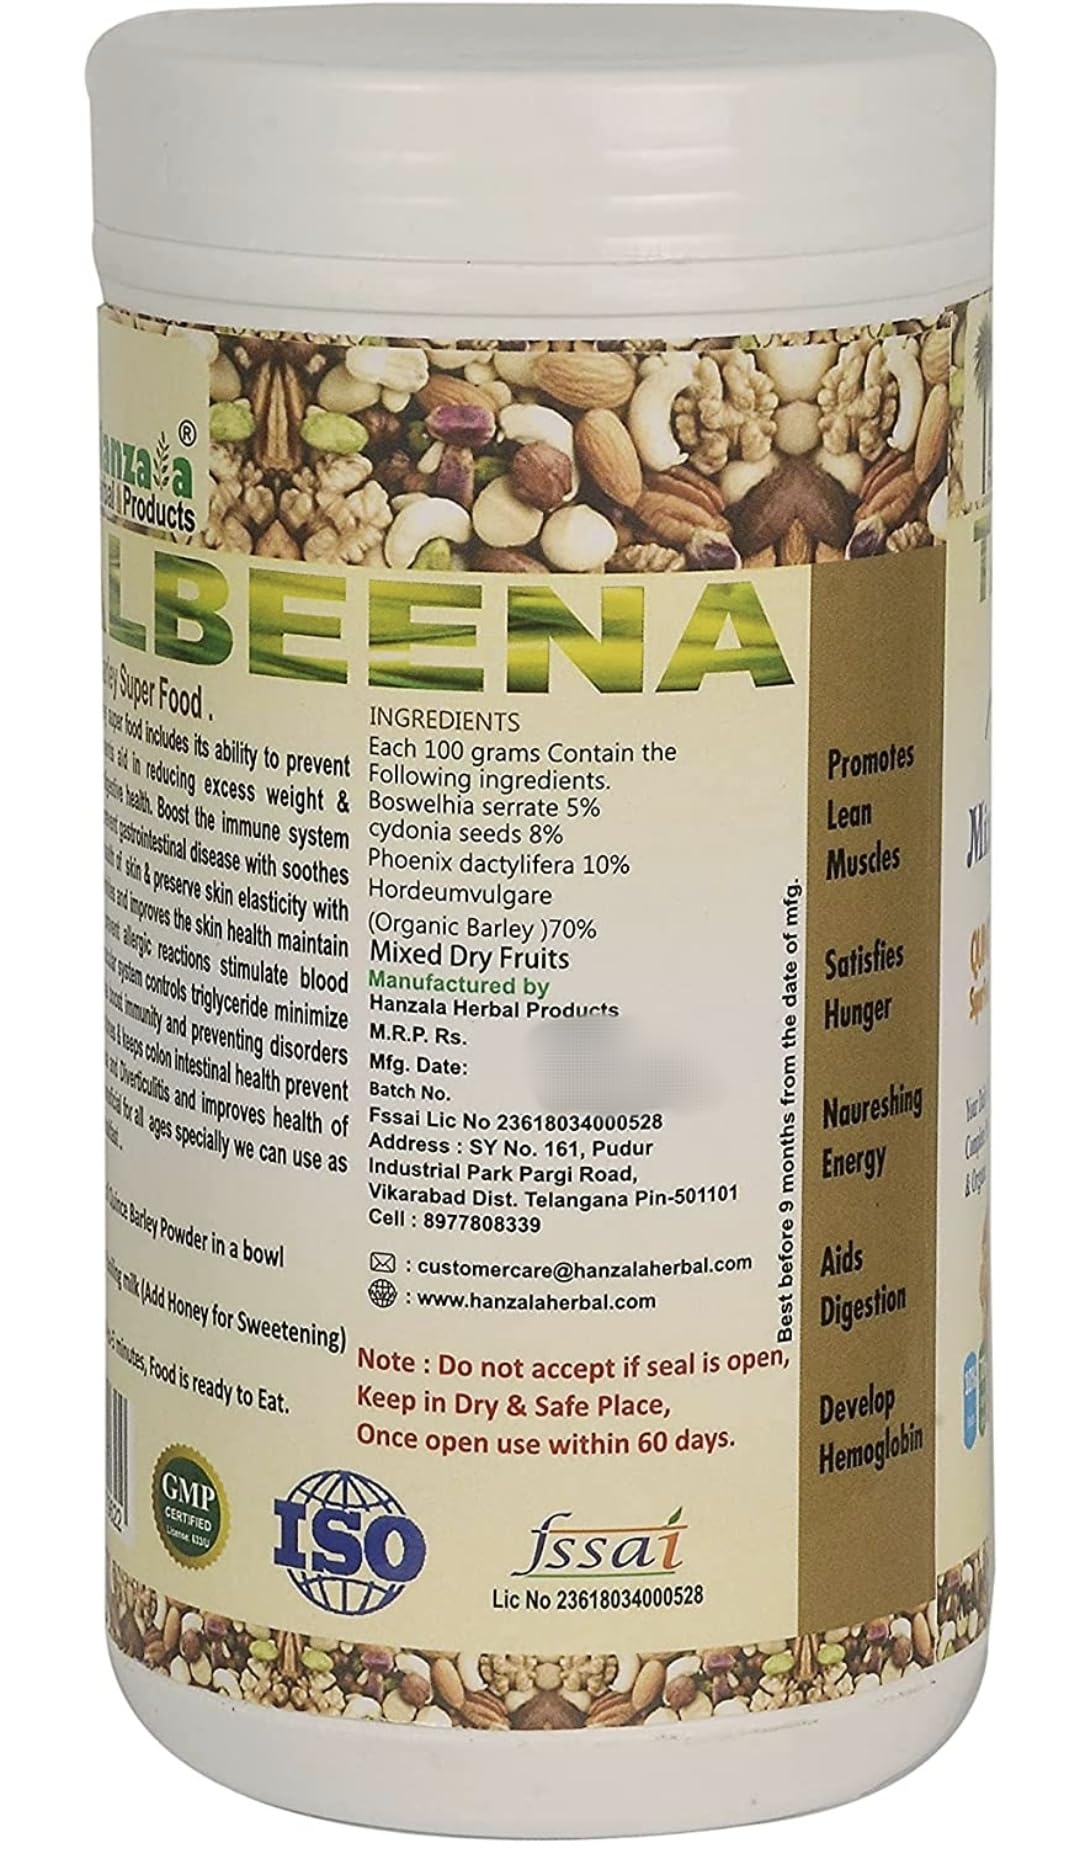 ®
Products
LBEENA
Super Food .
super food includes its ability to prevent
aid in reducing excess weight &
health. Boost the immune system
gastrointestinal disease with soothes
of skin & preserve skin elasticity with
and improves the skin health maintain
allergic reactions stimulate blood
system controls triglyceride minimize
immunity and preventing disorders
& keeps colon intestinal health prevent
and Diverticulitis and improves health of
for all ages specially we can use as
Barley Powder in a bowl
milk (Add Honey for Sweetening)
minutes, Food is ready to Eat.
INGREDIENTS
Each 100 grams Contain the
Following ingredients.
Boswelhia serrate 5%
cydonia seeds 8%
Phoenix dactylifera 10%
Hordeumvulgare
(Organic Barley )70%
Mixed Dry Fruits
Manufactured by
Hanzala Herbal Products
M.R.P. Rs.
Mfg. Date:
Batch No.
Fssai Lic No 23618034000528
Address : SY No. 161, Pudur
Industrial Park Pargi Road,
Vikarabad Dist. Telangana Pin-501101
Cell : 8977808339
: customercare@hanzalaherbal.com
: www.hanzalaherbal.com
Note : Do not accept if seal is open,
Keep in Dry & Safe Place,
Once open use within 60 days.
Best before 9 months from the date of mfg.
GMP
CERTIFIED
ISO
fssai
Lic No 23618034000528
Promotes
Lean
Muscles
Satisfies
Hunger
Naureshing
Energy
Aids
Digestion
Develop
Hemoglobin